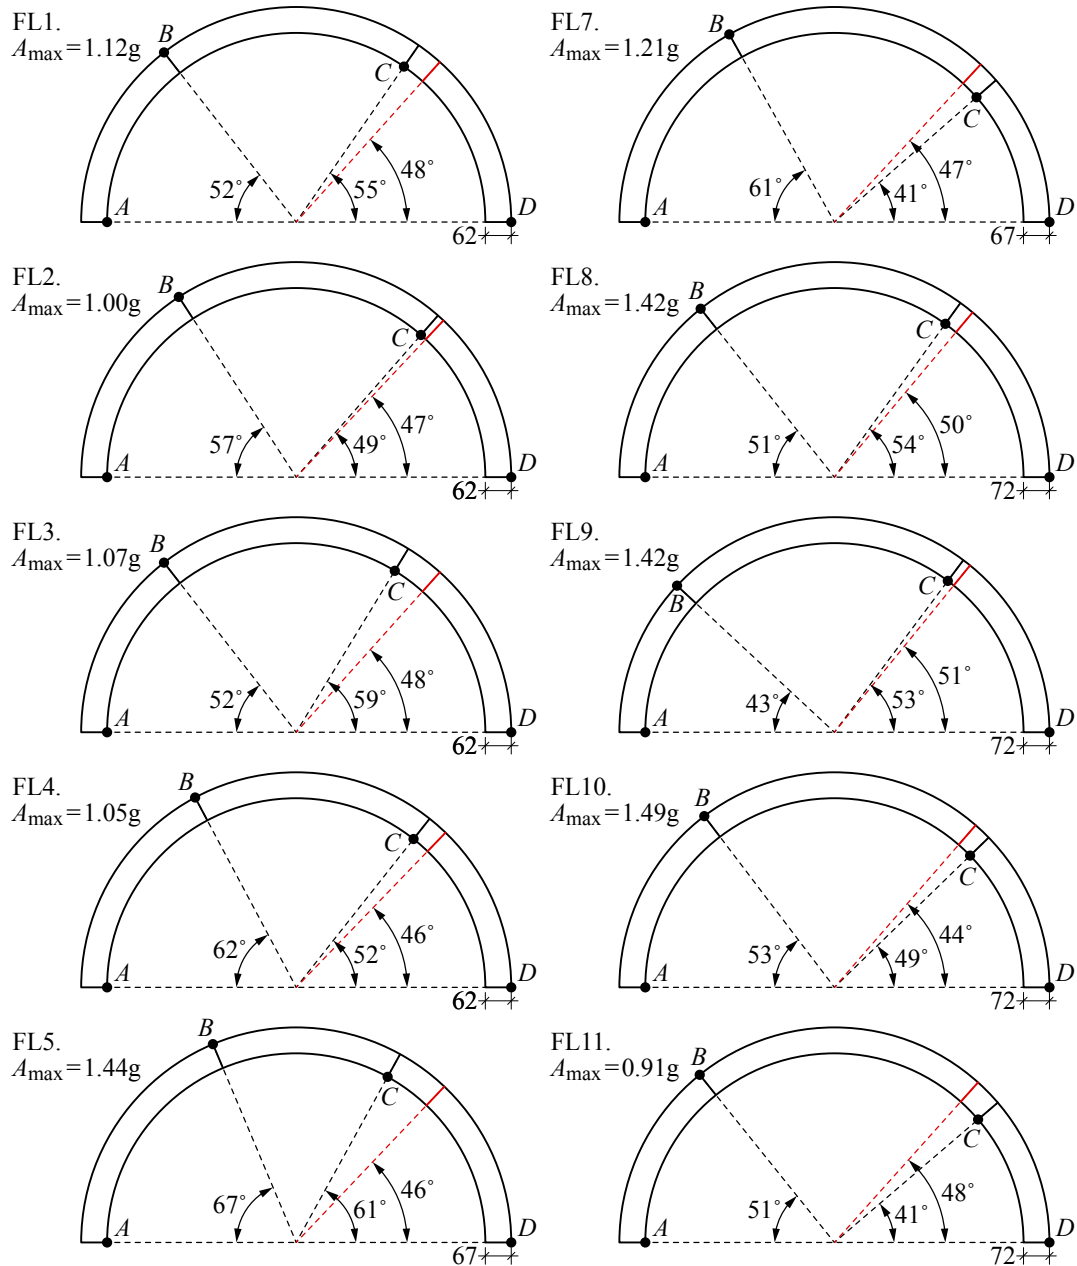 FL1.
Amax=1.12g
B
C
A
D
52°
55°
48°
62
FL2.
Amax=1.00g
B
C
A
D
57°
49°
47°
62
FL3.
Amax=1.07g
B
C
A
D
52°
59°
48°
62
FL4.
Amax=1.05g
B
C
A
D
62°
52°
46°
62
FL5.
Amax=1.44g
B
C
A
D
67°
61°
46°
67
FL7.
Amax=1.21g
B
C
A
D
61°
41°
47°
67
FL8.
Amax=1.42g
B
C
A
D
51°
54°
50°
72
FL9.
Amax=1.42g
B
C
A
D
43°
53°
51°
72
FL10.
Amax=1.49g
B
C
A
D
53°
49°
44°
72
FL11.
Amax=0.91g
B
C
A
D
51°
41°
48°
72